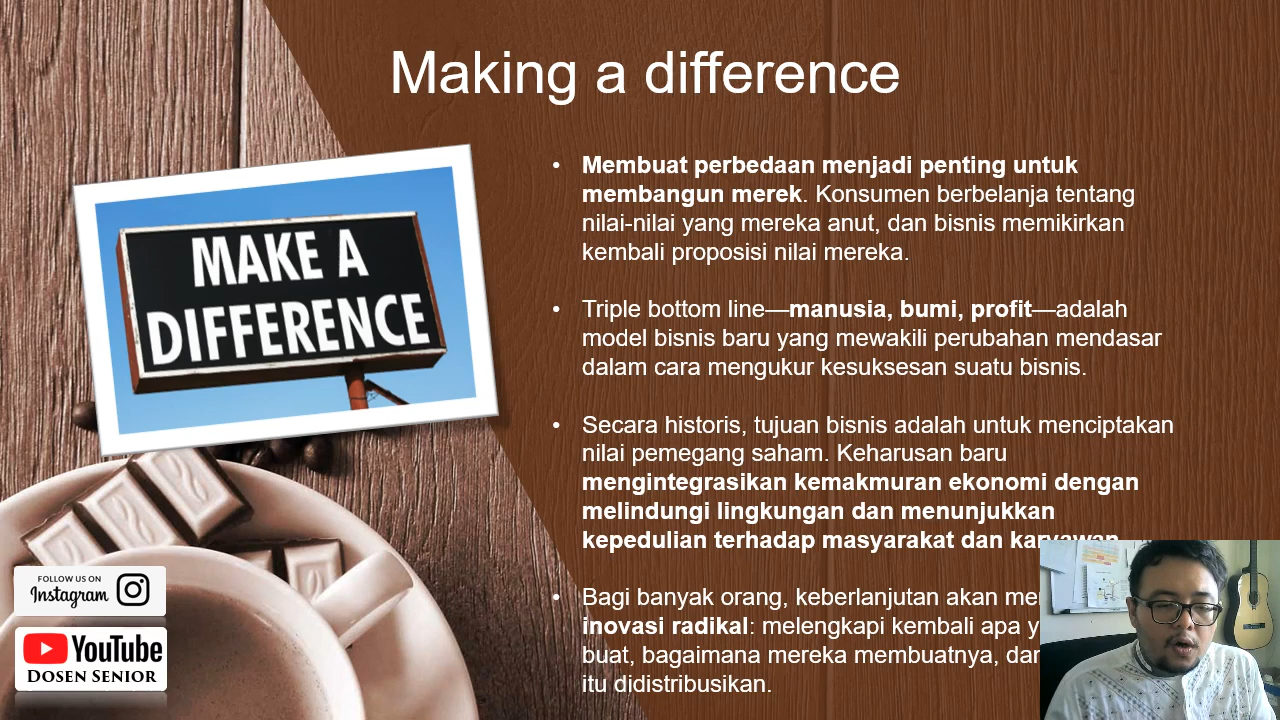 Making a difference
MAKE A
DIFFERENCE
• Membuat perbedaan menjadi penting untuk
membangun merek. Konsumen berbelanja tentang
nilai-nilai yang mereka anut, dan bisnis memikirkan
kembali proposisi nilai mereka.
• Triple bottom line—manusia, bumi, profit—adalah
model bisnis baru yang mewakili perubahan mendasar
dalam cara mengukur kesuksesan suatu bisnis.
• Secara historis, tujuan bisnis adalah untuk menciptakan
nilai pemegang saham. Keharusan baru
mengintegrasikan kemakmuran ekonomi dengan
melindungi lingkungan dan menunjukkan
kepedulian terhadap masyarakat dan karyawan
• Bagi banyak orang, keberlanjutan akan
inovasi radikal: melengkapi kembali apa
buat, bagaimana mereka membuatnya,
itu didistribusikan.
FOLLOW US ON
Instagram
YouTube
DOSEN SENIOR